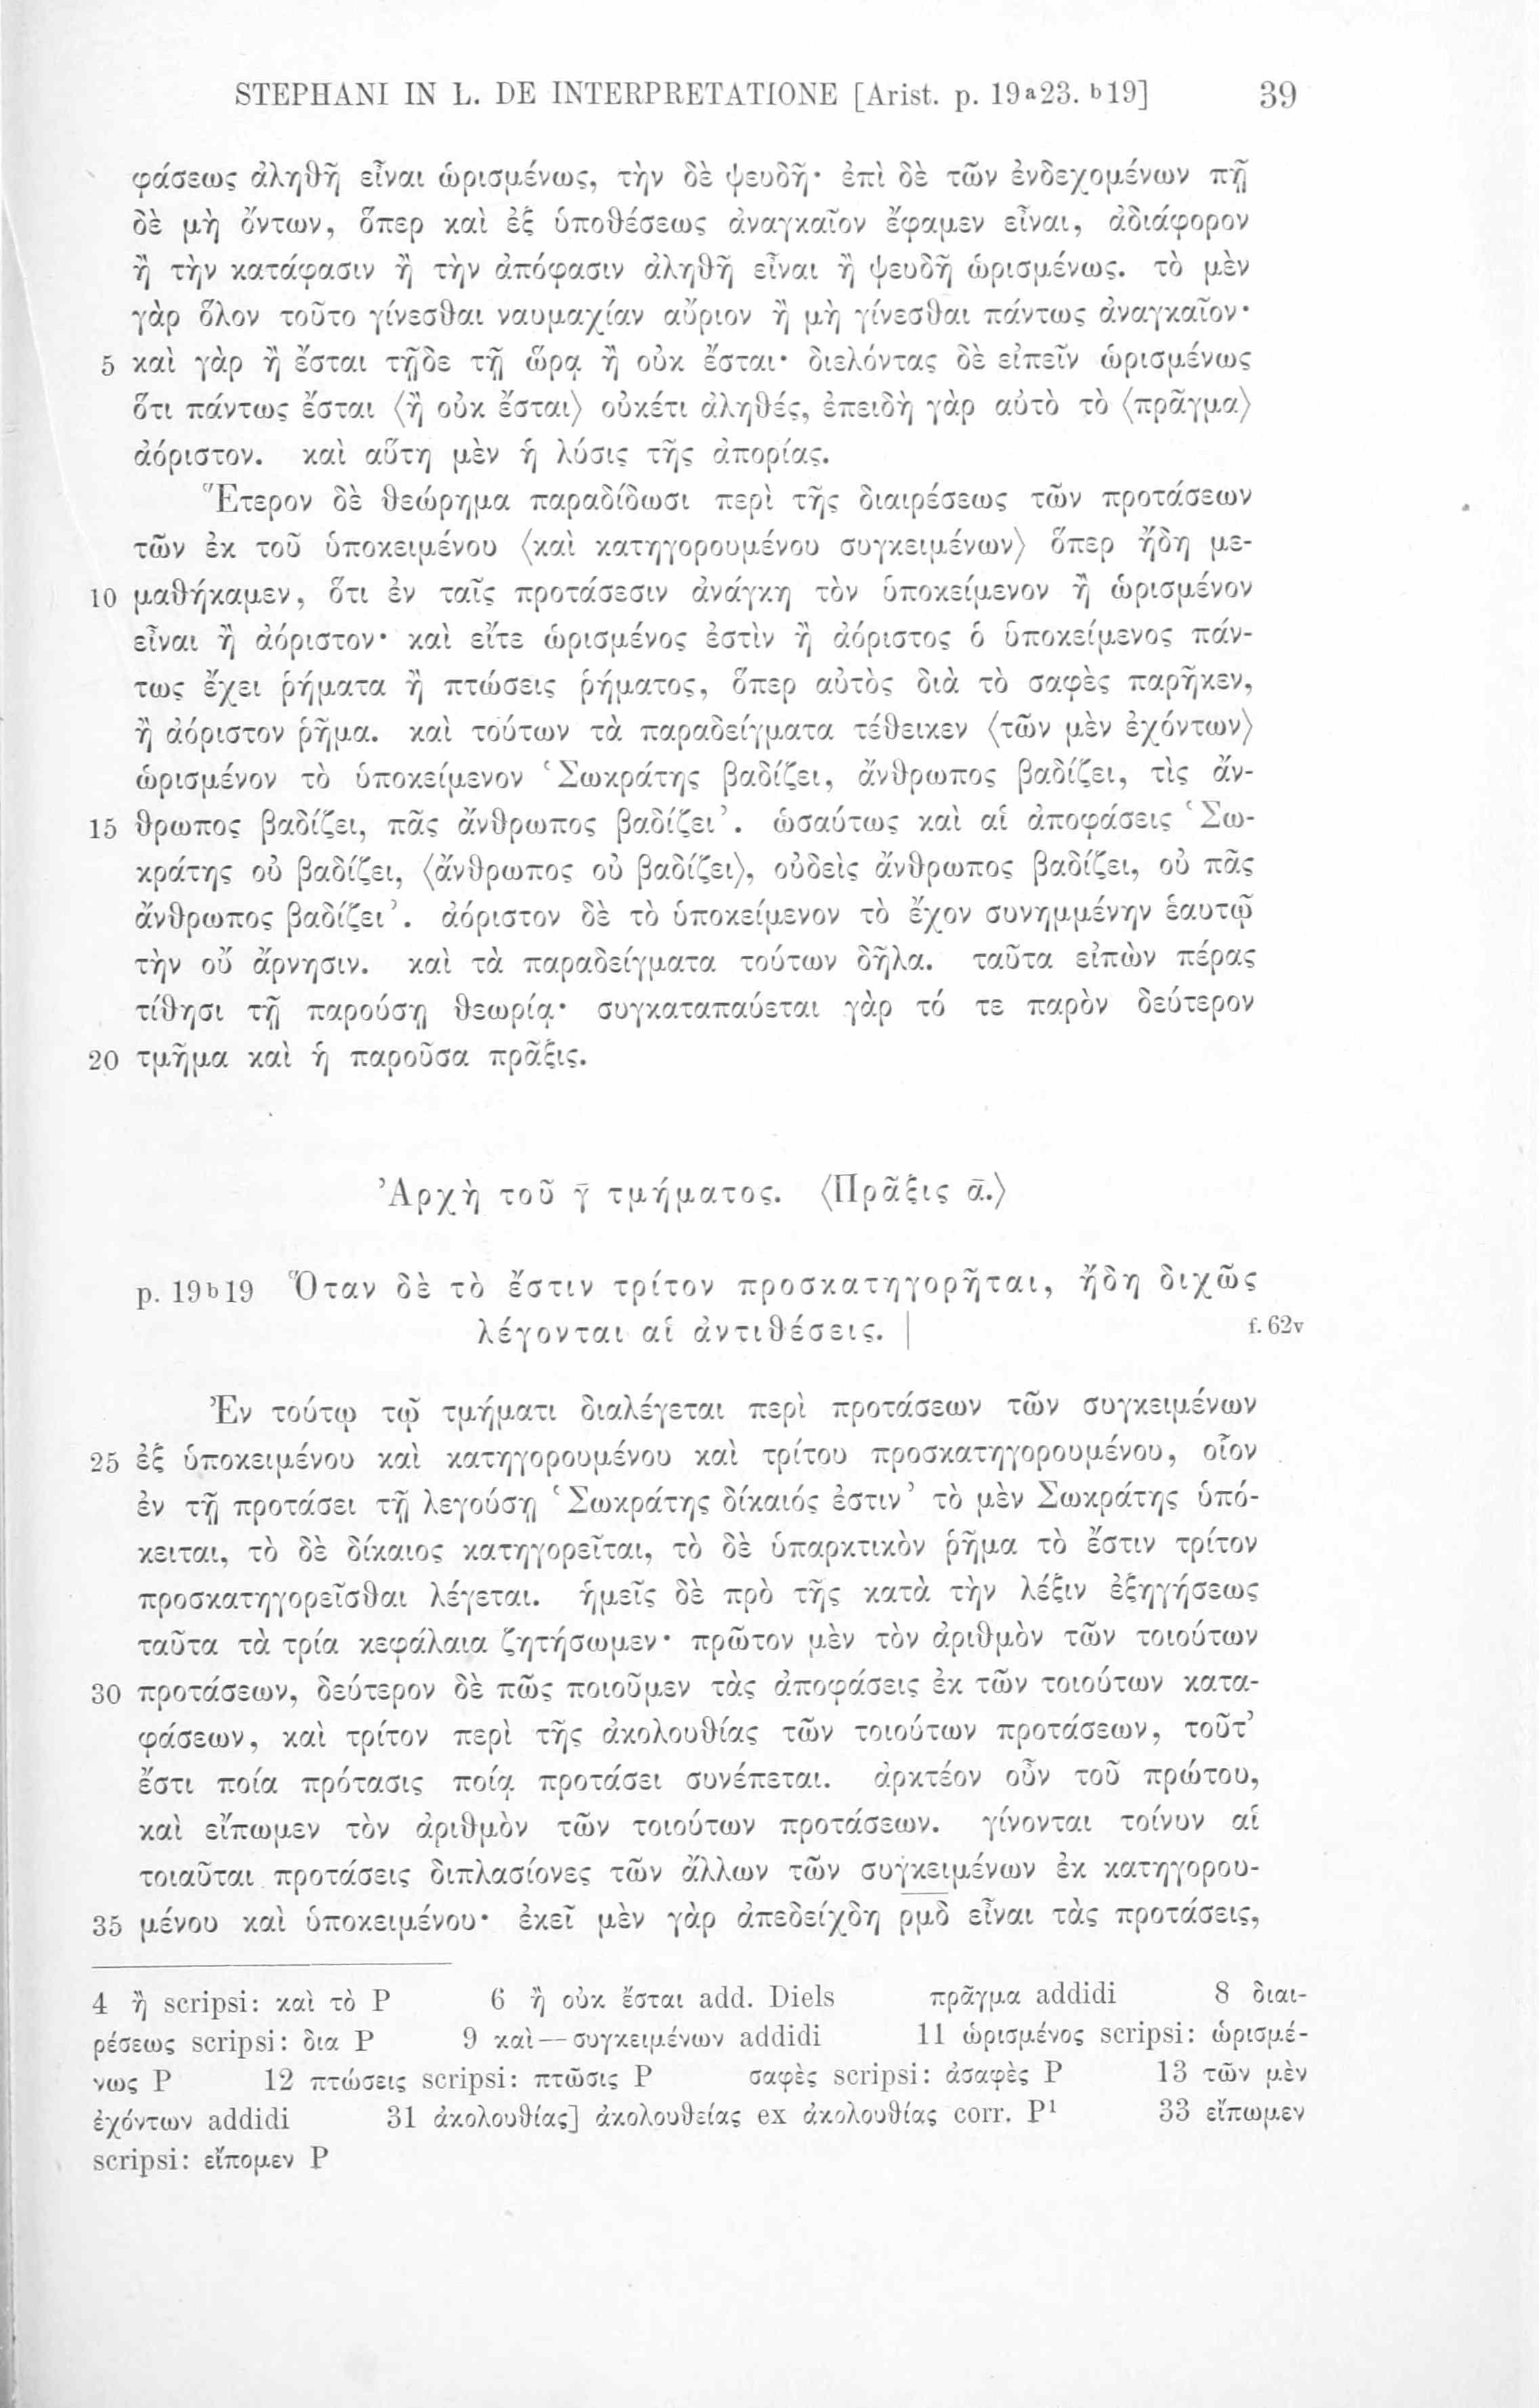 STEPHANI IN L. DE INTERPRETATIONE [Arist. p. 19a23. b19] 39
φάσεως ἀληθῆ εἶναι ὡρισμένως, τὴν δὲ ψευδῆ· ἐπὶ δὲ τῶν ἐνδεχομένων πῇ
δὲ μὴ ὄντων, ὅπερ καὶ ἐξ ὑποθέσεως ἀναγκαῖον ἔφαμεν εἶναι, ἀδιάφορον
ἢ τὴν κατάφασιν ἢ τὴν ἀπόφασιν ἀληθῆ εἶναι ἢ ψευδῆ ὡρισμένως. τὸ μὲν
γὰρ ὅλον τοῦτο γίνεσθαι ναυμαχίαν αὔριον ἢ μὴ γίνεσθαι πάντως ἀναγκαῖον·
5 καὶ γὰρ ἢ ἔσται τῇδε τῇ ὥρᾳ ἢ οὐκ ἔσται· διελόντας δὲ εἰπεῖν ὡρισμένως
ὅτι πάντως ἔσται ⟨ἢ οὐκ ἔσται⟩ οὐκέτι ἀληθές, ἐπειδὴ γὰρ αὐτὸ τὸ ⟨πρᾶγμα⟩
ἀόριστον. καὶ αὕτη μὲν ἡ λύσις τῆς ἀπορίας.
Ἕτερον δὲ θεώρημα παραδίδωσι περὶ τῆς διαιρέσεως τῶν προτάσεων
τῶν ἐκ τοῦ ὑποκειμένου ⟨καὶ κατηγορουμένου συγκειμένων⟩ ὅπερ ἤδη με-
10 μαθήκαμεν, ὅτι ἐν ταῖς προτάσεσιν ἀνάγκη τὸν ὑποκείμενον ἢ ὡρισμένον
εἶναι ἢ ἀόριστον· καὶ εἴτε ὡρισμένος ἐστὶν ἢ ἀόριστος ὁ ὑποκείμενος πάν-
τως ἔχει ῥήματα ἢ πτώσεις ῥήματος, ὅπερ αὐτὸς διὰ τὸ σαφὲς παρῆκεν,
ἢ ἀόριστον ῥῆμα. καὶ τούτων τὰ παραδείγματα τέθεικεν ⟨τῶν μὲν ἐχόντων⟩
ὡρισμένον τὸ ὑποκείμενον ‘Σωκράτης βαδίζει, ἄνθρωπος βαδίζει, τὶς ἄν-
15 θρωπος βαδίζει, πᾶς ἄνθρωπος βαδίζει’. ὡσαύτως καὶ αἱ ἀποφάσεις ‘Σω-
κράτης οὐ βαδίζει, ⟨ἄνθρωπος οὐ βαδίζει⟩, οὐδεὶς ἄνθρωπος βαδίζει, οὐ πᾶς
ἄνθρωπος βαδίζει’. ἀόριστον δὲ τὸ ὑποκείμενον τὸ ἔχον συνημμένην ἑαυτῷ
τὴν οὔ ἄρνησιν. καὶ τὰ παραδείγματα τούτων δῆλα. ταῦτα εἰπὼν πέρας
τίθησι τῇ παρούσῃ θεωρίᾳ· συγκαταπαύεται γὰρ τό τε παρὸν δεύτερον
20 τμῆμα καὶ ἡ παροῦσα πρᾶξις.
Ἀρχὴ τοῦ γ̄ τμήματος. ⟨Πρᾶξις ᾱ.⟩
p. 19b19 Ὅταν δὲ τὸ ἔστιν τρίτον προσκατηγορῆται, ἤδη διχῶς
λέγονται αἱ ἀντιθέσεις. | f. 62v
Ἐν τούτῳ τῷ τμήματι διαλέγεται περὶ προτάσεων τῶν συγκειμένων
25 ἐξ ὑποκειμένου καὶ κατηγορουμένου καὶ τρίτου προσκατηγορουμένου, οἷον
ἐν τῇ προτάσει τῇ λεγούσῃ ‘Σωκράτης δίκαιός ἐστιν’ τὸ μὲν Σωκράτης ὑπό-
κειται, τὸ δὲ δίκαιος κατηγορεῖται, τὸ δὲ ὑπαρκτικὸν ῥῆμα τὸ ἔστιν τρίτον
προσκατηγορεῖσθαι λέγεται. ἡμεῖς δὲ πρὸ τῆς κατὰ τὴν λέξιν ἐξηγήσεως
ταῦτα τὰ τρία κεφάλαια ζητήσωμεν· πρῶτον μὲν τὸν ἀριθμὸν τῶν τοιούτων
30 προτάσεων, δεύτερον δὲ πῶς ποιοῦμεν τὰς ἀποφάσεις ἐκ τῶν τοιούτων κατα-
φάσεων, καὶ τρίτον περὶ τῆς ἀκολουθίας τῶν τοιούτων προτάσεων, τοῦτ’
ἔστι ποία πρότασις ποίᾳ προτάσει συνέπεται. ἀρκτέον οὖν τοῦ πρώτου,
καὶ εἴπωμεν τὸν ἀριθμὸν τῶν τοιούτων προτάσεων. γίνονται τοίνυν αἱ
τοιαῦται προτάσεις διπλασίονες τῶν ἄλλων τῶν συγκειμένων ἐκ κατηγορου-
35 μένου καὶ ὑποκειμένου· ἐκεῖ μὲν γὰρ ἀπεδείχδη ρμδ εἶναι τὰς προτάσεις,
4 ἢ scripsi: καὶ τὸ P 6 ἢ οὐκ ἔσται add. Diels πρᾶγμα addidi 8 διαι-
ρέσεως scripsi: δια P 9 καὶ—συγκειμένων addidi 11 ὡρισμένος scripsi: ὡρισμέ-
νως P 12 πτώσεις scripsi: πτῶσις P σαφὲς scripsi: ἀσαφὲς P 13 τῶν μὲν
ἐχόντων addidi 31 ἀκολουθίας] ἀκολουθείας ex ἀκολουθίας corr. P¹ 33 εἴπωμεν
scripsi: εἴπομεν P